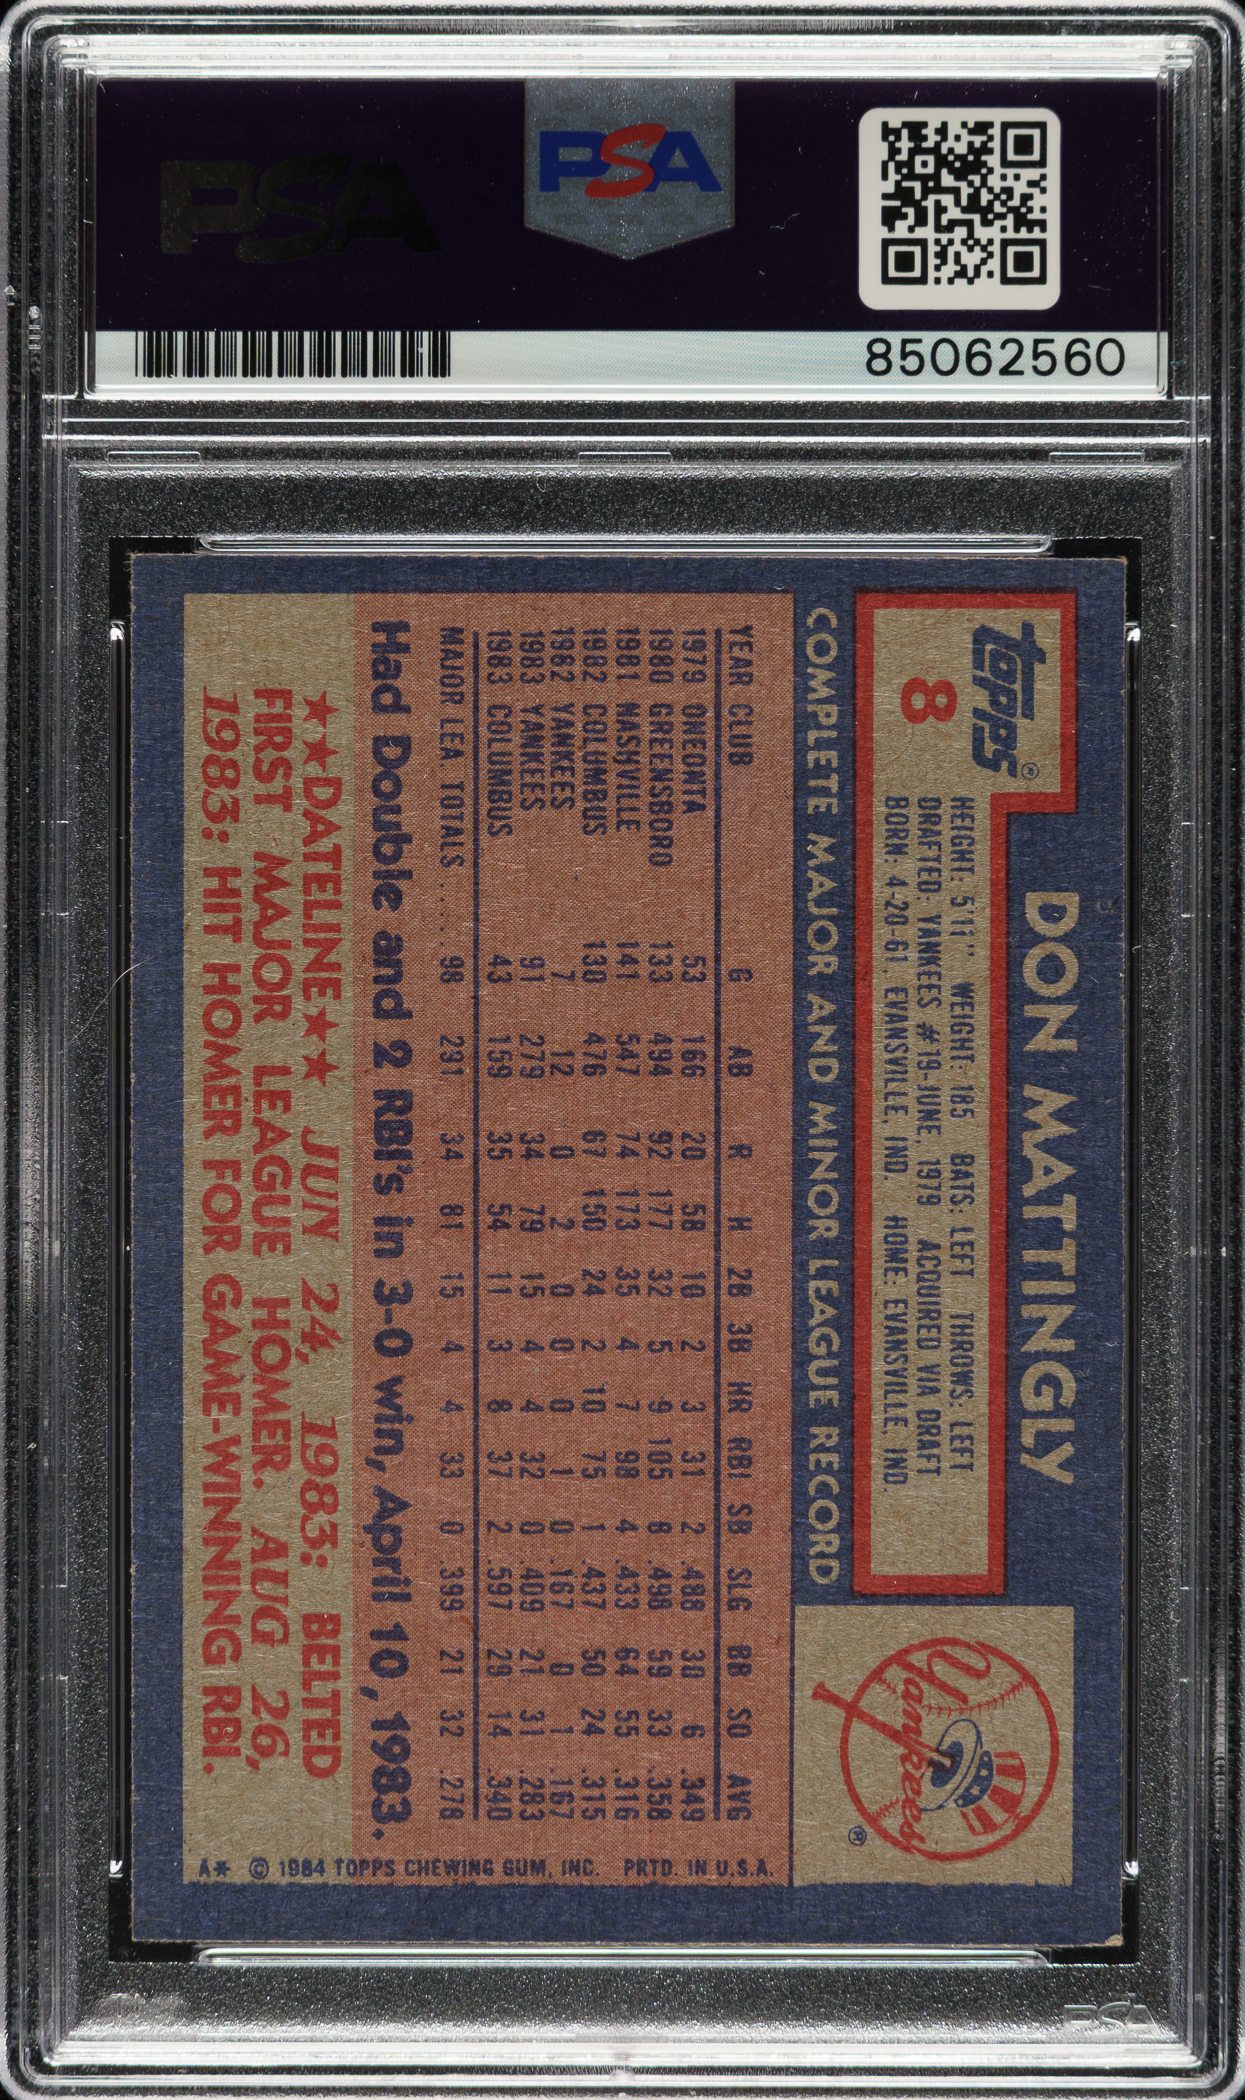 PSA
PSA
85062560
topps®
8
DON MATTINGLY
HEIGHT: 5'11" WEIGHT: 185 BATS: LEFT THROWS: LEFT
DRAFTED: YANKEES #19-JUNE, 1979 ACQUIRED VIA DRAFT
BORN: 4-20-61, EVANSVILLE, IND. HOME: EVANSVILLE, IND.
Yankees
®
COMPLETE MAJOR AND MINOR LEAGUE RECORD
YEAR CLUB G AB R H 2B 3B HR RBI SB SLG BB SO AVG
1979 ONEONTA 53 166 20 58 10 2 3 31 2 .488 30 6 .349
1980 GREENSBORO 133 494 92 177 32 5 9 105 8 .498 59 33 .358
1981 NASHVILLE 141 547 74 173 35 4 7 98 4 .433 64 55 .316
1982 COLUMBUS 130 476 67 150 24 2 10 75 1 .437 50 24 .315
1982 YANKEES 7 12 0 2 0 0 0 1 0 .167 0 1 .167
1983 YANKEES 91 279 34 79 15 4 4 32 0 .409 21 31 .283
1983 COLUMBUS 43 159 35 54 11 3 8 37 2 .597 29 14 .340
MAJOR LEA TOTALS ...... 98 291 34 81 15 4 4 33 0 .399 21 32 .278
Had Double and 2 RBI's in 3-0 win, April 10, 1983.
★★DATELINE★★ JUN 24, 1983: BELTED
FIRST MAJOR LEAGUE HOMER. AUG 26,
1983: HIT HOMER FOR GAME-WINNING RBI.
A* © 1984 TOPPS CHEWING GUM, INC. PRTD. IN U.S.A.
PSA